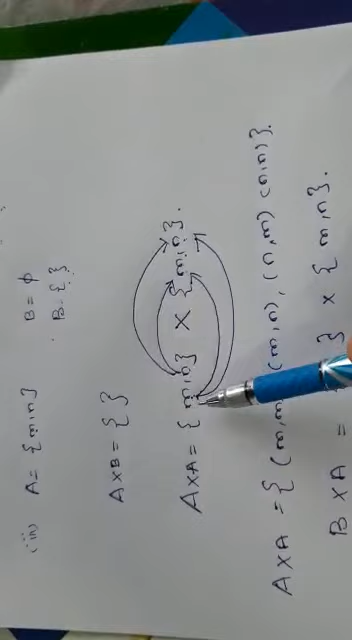 (iii) A = {m,n} B = ϕ
B = { }
A×B = { }
A×A = {m,n} × {m,n}.
A×A = {(m,m), (m,n), (n,m) (n,n)}.
B×A = } × {m,n}.